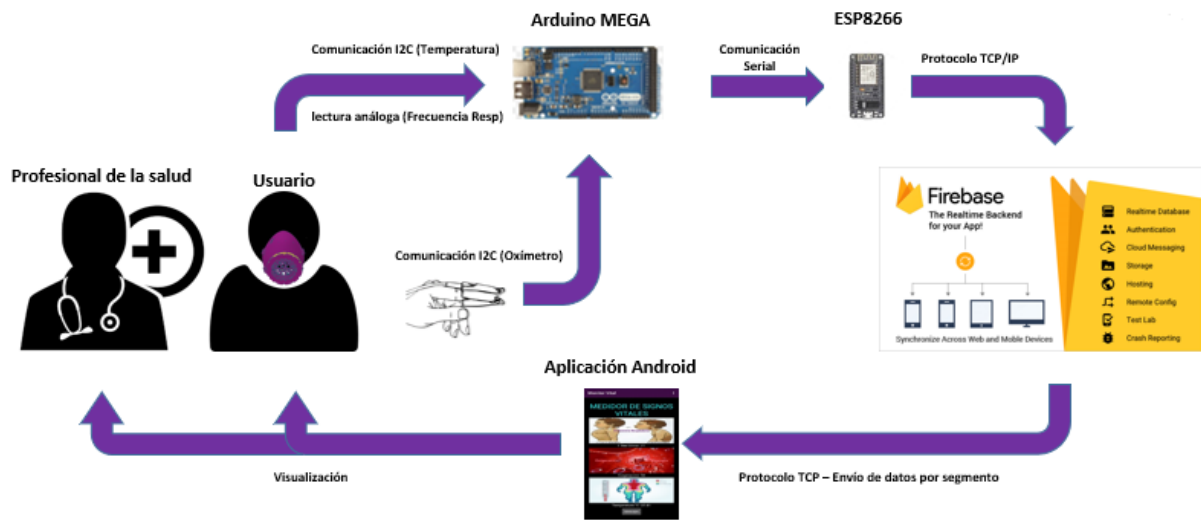 Arduino MEGA
ESP8266
Comunicación I2C (Temperatura)
Comunicación
Serial
Protocolo TCP/IP
lectura análoga (Frecuencia Resp)
Profesional de la salud
Usuario
Comunicación I2C (Oximetro)
Firebase
The Realtime Backend
for your App!
Synchronize Across Web and Mobile Devices
Realtime Database
Authentication
Cloud Messaging
Storage
Hosting
Remote Config
Test Lab
Crash Reporting
Aplicación Android
MEDIDOR DE SIGNOS
VITALES
Visualización
Protocolo TCP – Envío de datos por segmento